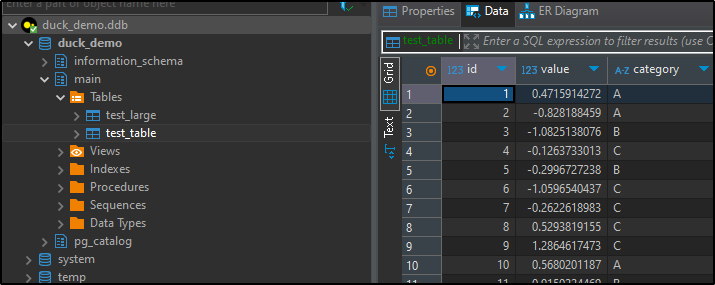 Enter a part of object name here
duck_demo.ddb
duck_demo
information_schema
main
Tables
test_large
test_table
Views
Indexes
Procedures
Sequences
Data Types
pg_catalog
system
temp
Properties Data ER Diagram
test_table Enter a SQL expression to filter results (use C
Grid
Text
123 id 123 value A-Z category
1 1 0.4715914272 A
2 2 -0.828188459 A
3 3 -1.0825138076 B
4 4 -0.1263733013 C
5 5 -0.2996727238 B
6 6 -1.0596540437 C
7 7 -0.2622618983 C
8 8 0.5293819155 C
9 9 1.2864617473 C
10 10 0.5680201187 A
11 11